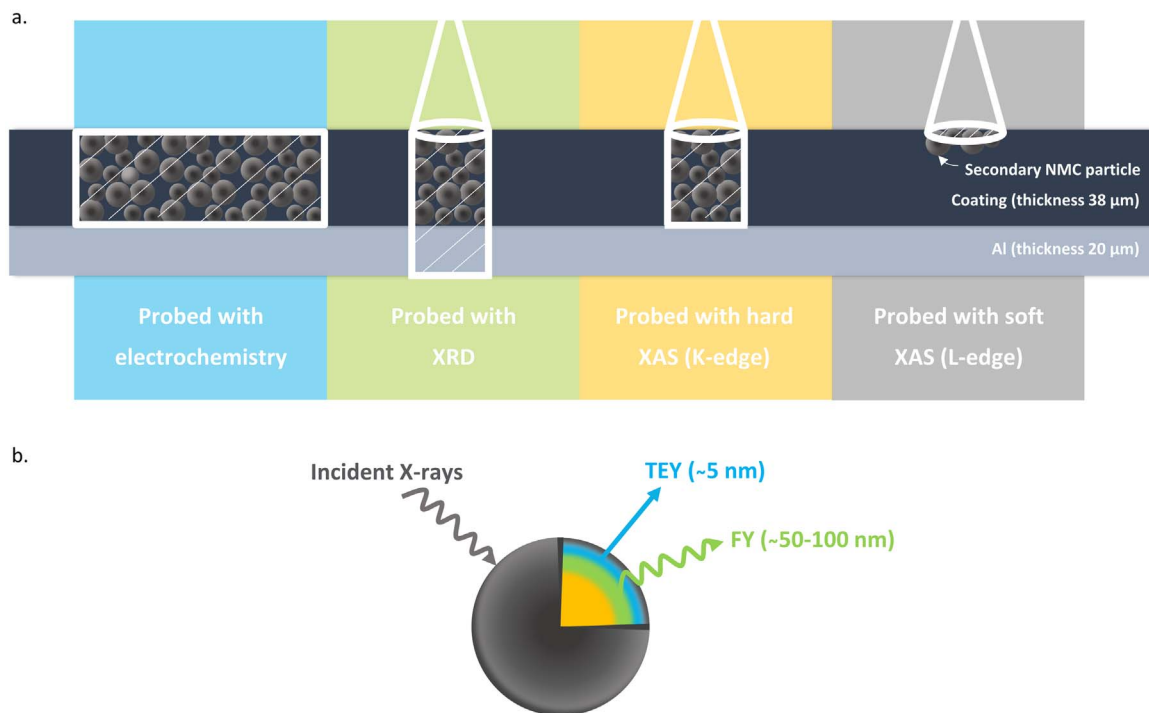 a.
Secondary NMC particle
Coating (thickness 38 μm)
Al (thickness 20 μm)
Probed with
electrochemistry
Probed with
XRD
Probed with hard
XAS (K-edge)
Probed with soft
XAS (L-edge)
b.
Incident X-rays
TEY (~5 nm)
FY (~50-100 nm)